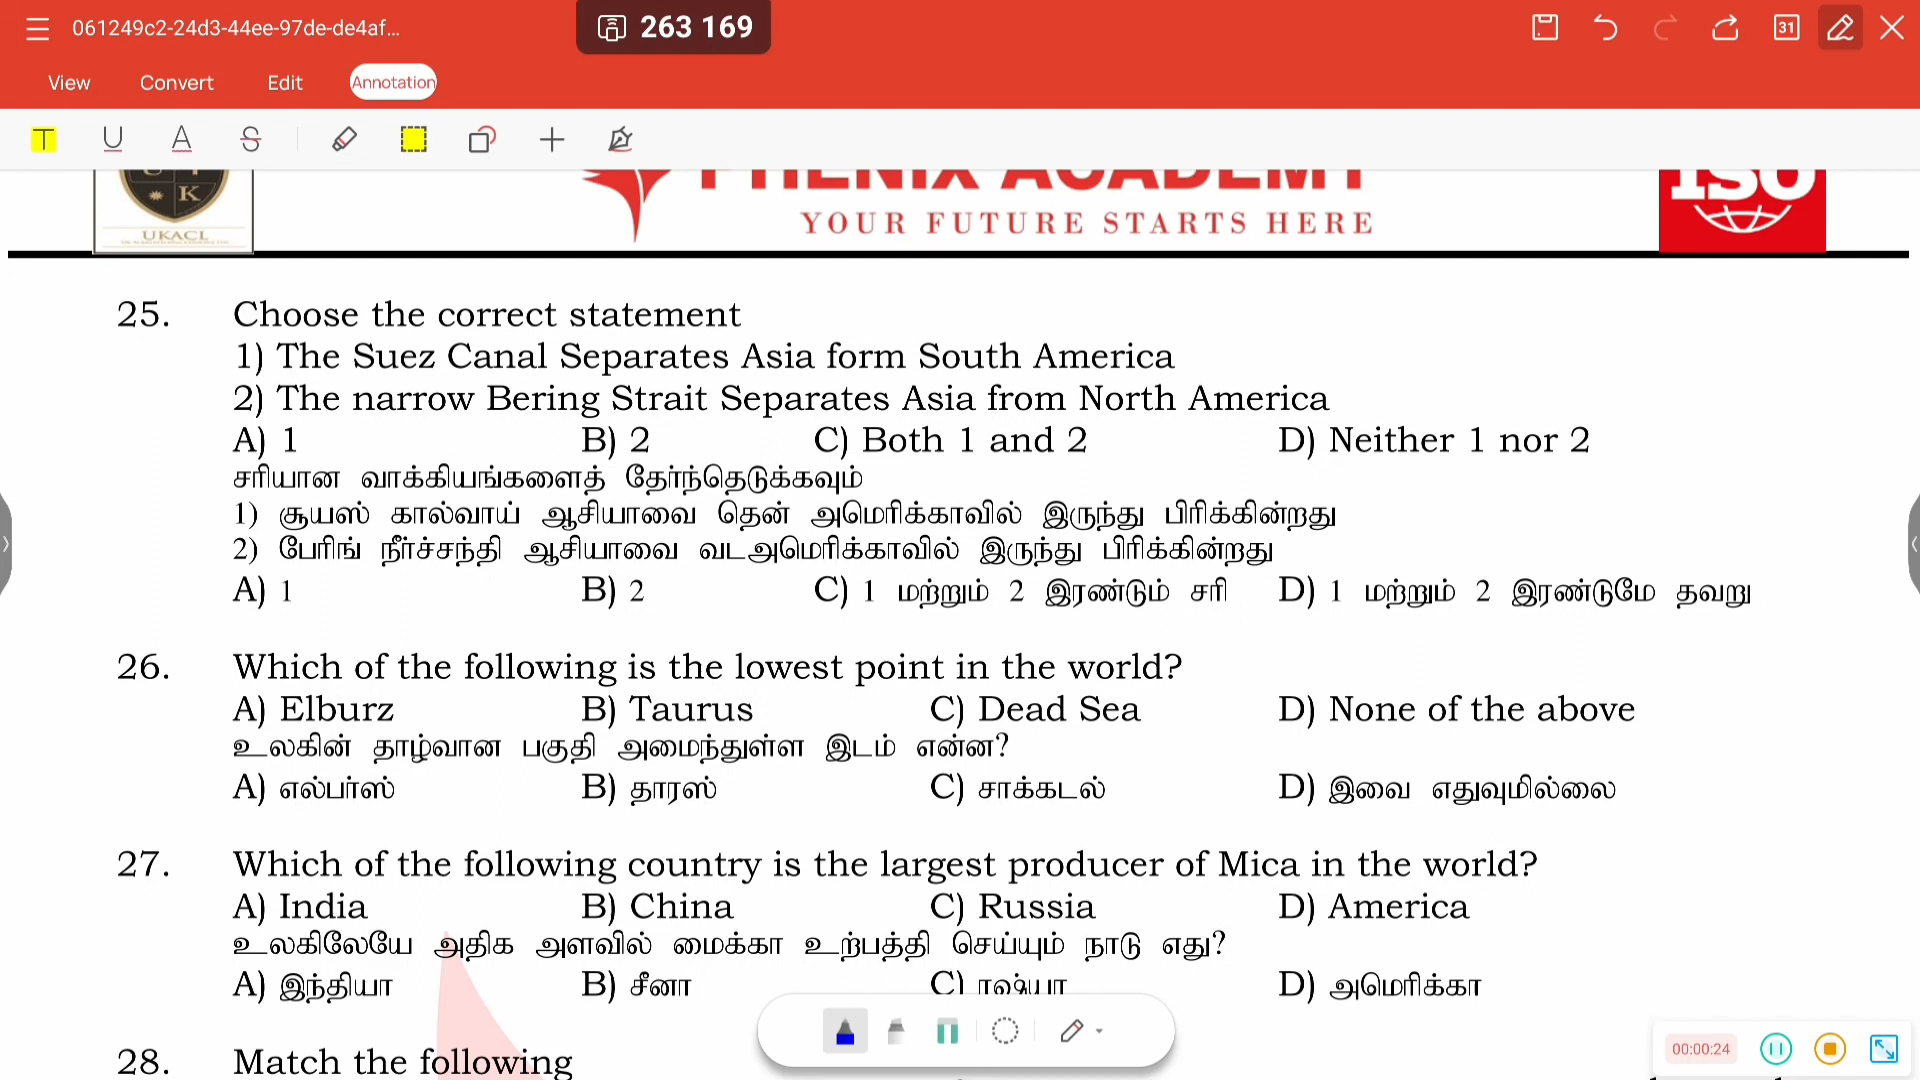 061249c2-24d3-44ee-97de-de4af...
263 169
31
View Convert Edit Annotation
T U A S
K
UKACL
PHENIX ACADEMY
YOUR FUTURE STARTS HERE
ISO
25. Choose the correct statement
1) The Suez Canal Separates Asia form South America
2) The narrow Bering Strait Separates Asia from North America
A) 1 B) 2 C) Both 1 and 2 D) Neither 1 nor 2
சரியான வாக்கியங்களைத் தேர்ந்தெடுக்கவும்
1) சூயஸ் கால்வாய் ஆசியாவை தென் அமெரிக்காவில் இருந்து பிரிக்கின்றது
2) பேரிங் நீர்ச்சந்தி ஆசியாவை வடஅமெரிக்காவில் இருந்து பிரிக்கின்றது
A) 1 B) 2 C) 1 மற்றும் 2 இரண்டும் சரி D) 1 மற்றும் 2 இரண்டுமே தவறு
26. Which of the following is the lowest point in the world?
A) Elburz B) Taurus C) Dead Sea D) None of the above
உலகின் தாழ்வான பகுதி அமைந்துள்ள இடம் என்ன?
A) எல்பர்ஸ் B) தாரஸ் C) சாக்கடல் D) இவை எதுவுமில்லை
27. Which of the following country is the largest producer of Mica in the world?
A) India B) China C) Russia D) America
உலகிலேயே அதிக அளவில் மைக்கா உற்பத்தி செய்யும் நாடு எது?
A) இந்தியா B) சீனா C) ரஷ்யா D) அமெரிக்கா
28. Match the following
00:00:24